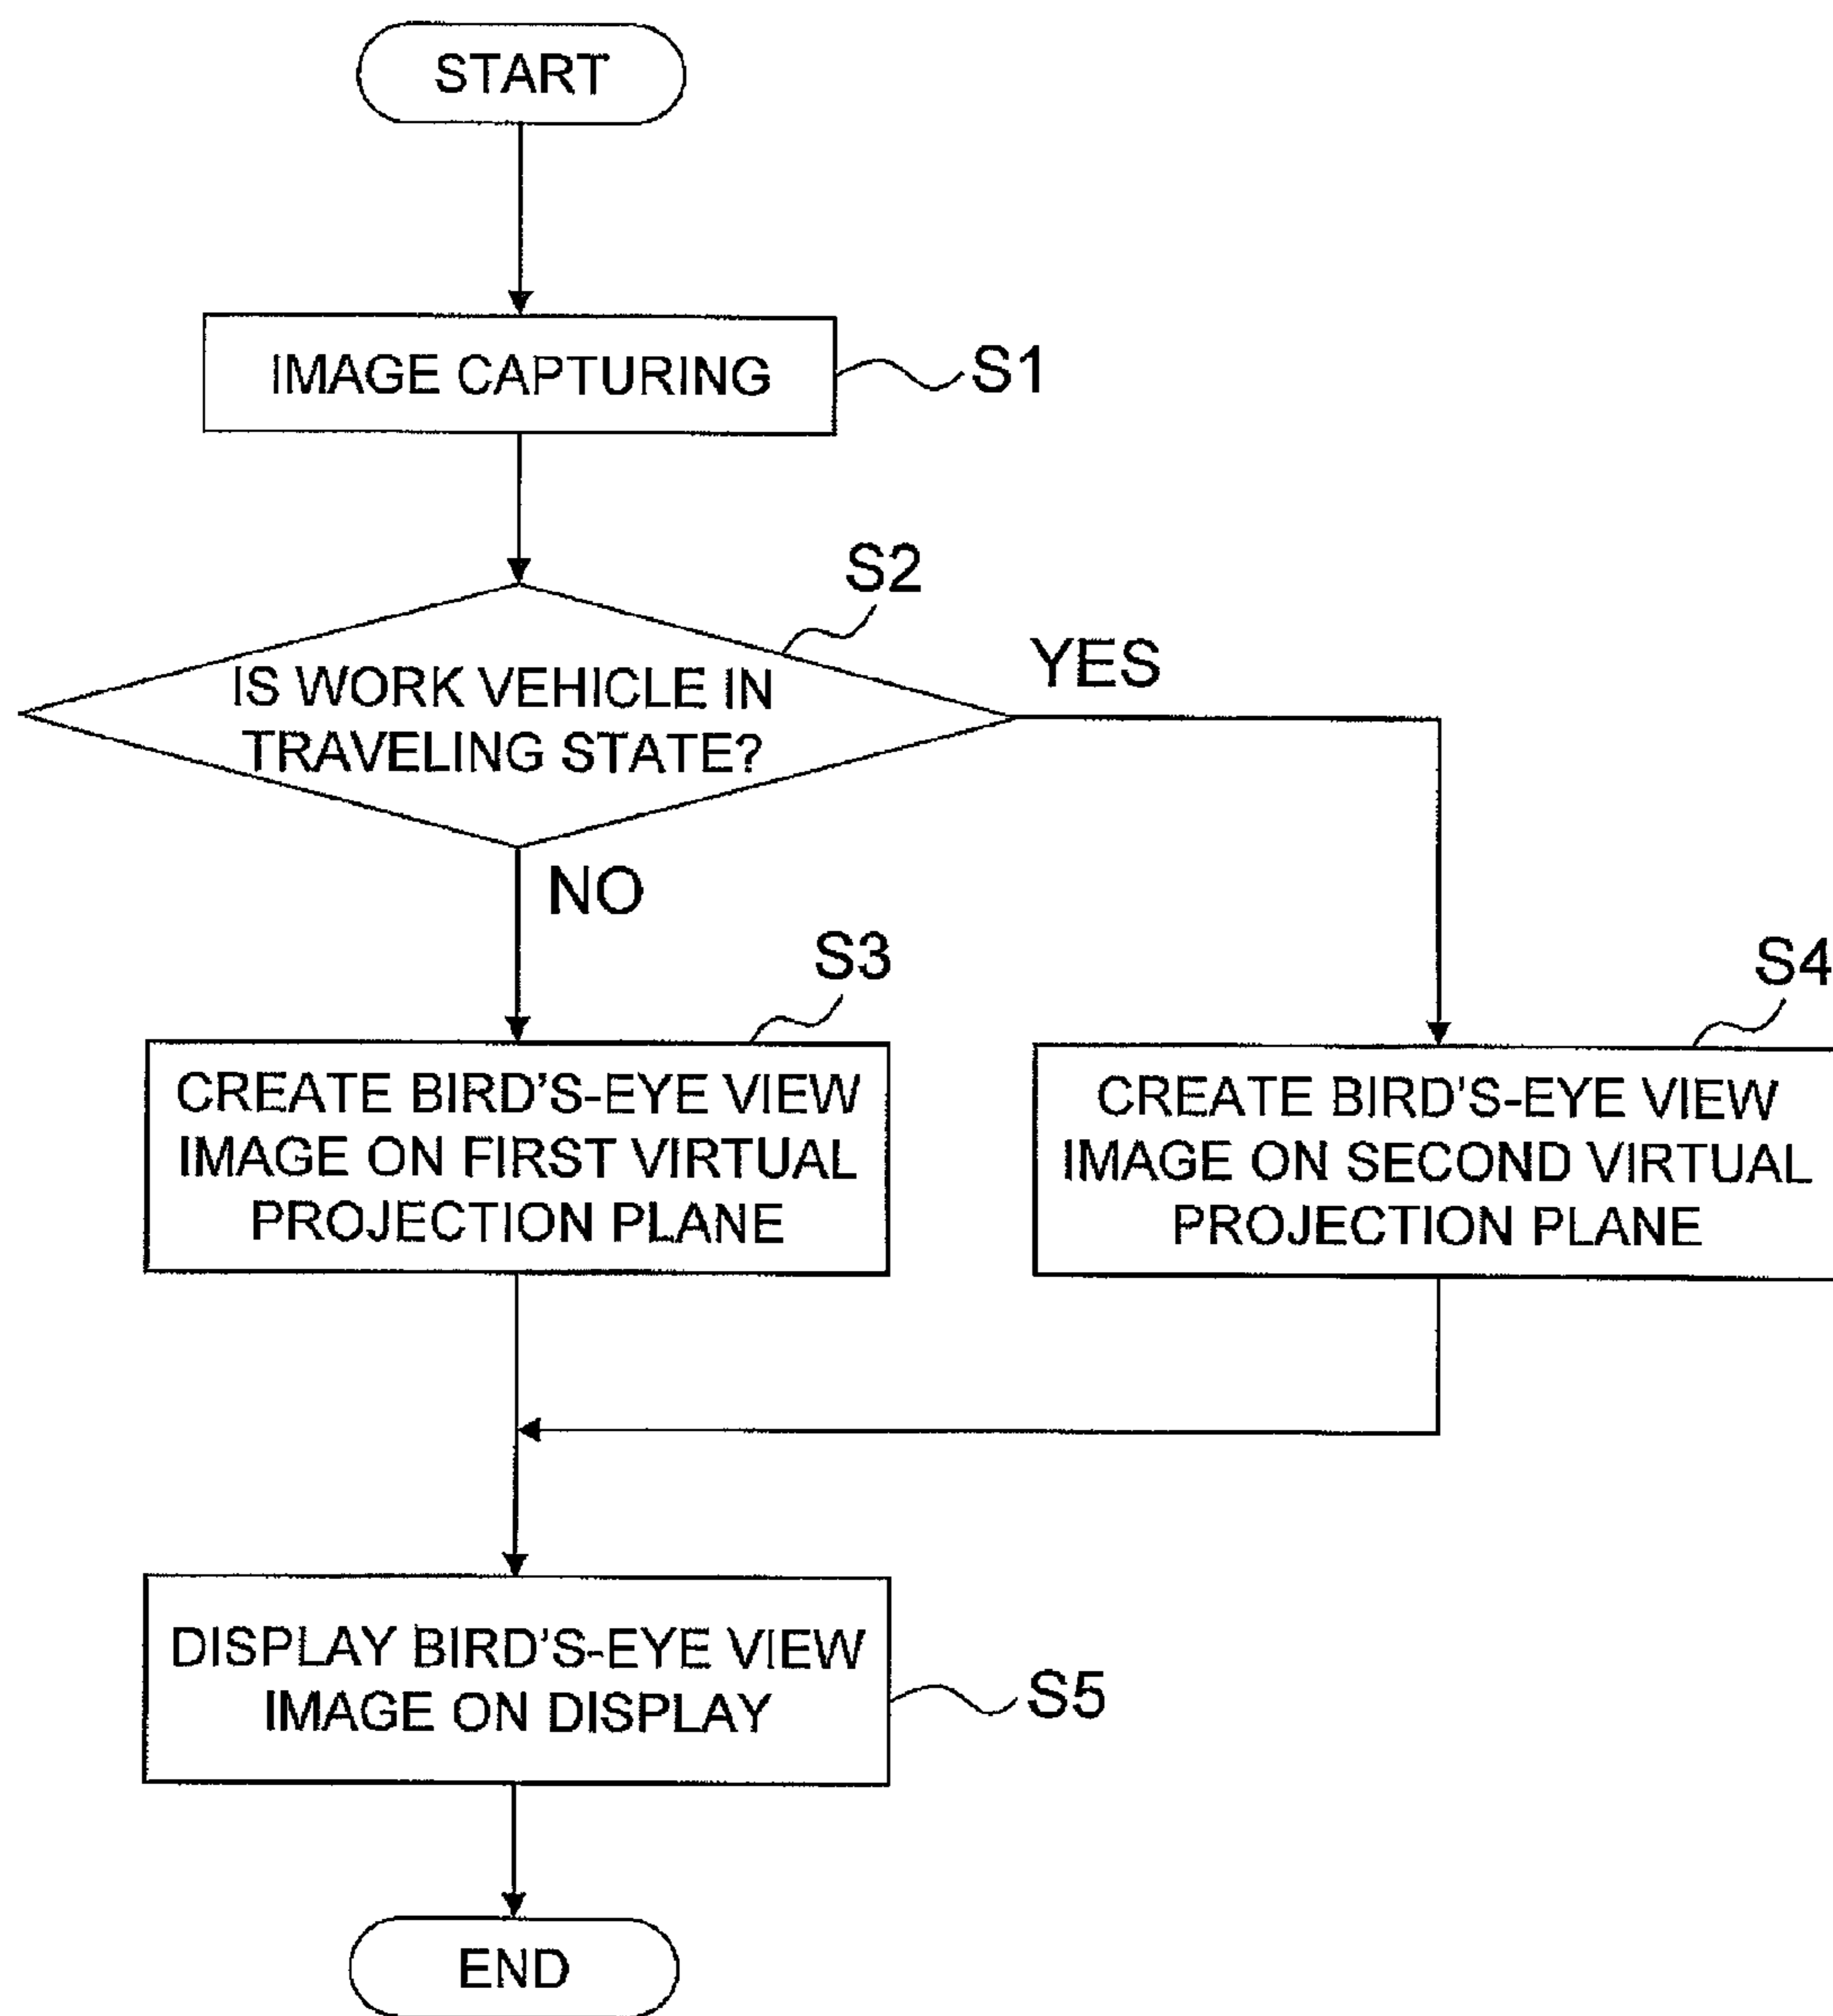 START
IMAGE CAPTURING
S1
S2
IS WORK VEHICLE IN
TRAVELING STATE?
YES
NO
S3
CREATE BIRD'S-EYE VIEW
IMAGE ON FIRST VIRTUAL
PROJECTION PLANE
S4
CREATE BIRD'S-EYE VIEW
IMAGE ON SECOND VIRTUAL
PROJECTION PLANE
DISPLAY BIRD'S-EYE VIEW
IMAGE ON DISPLAY
S5
END